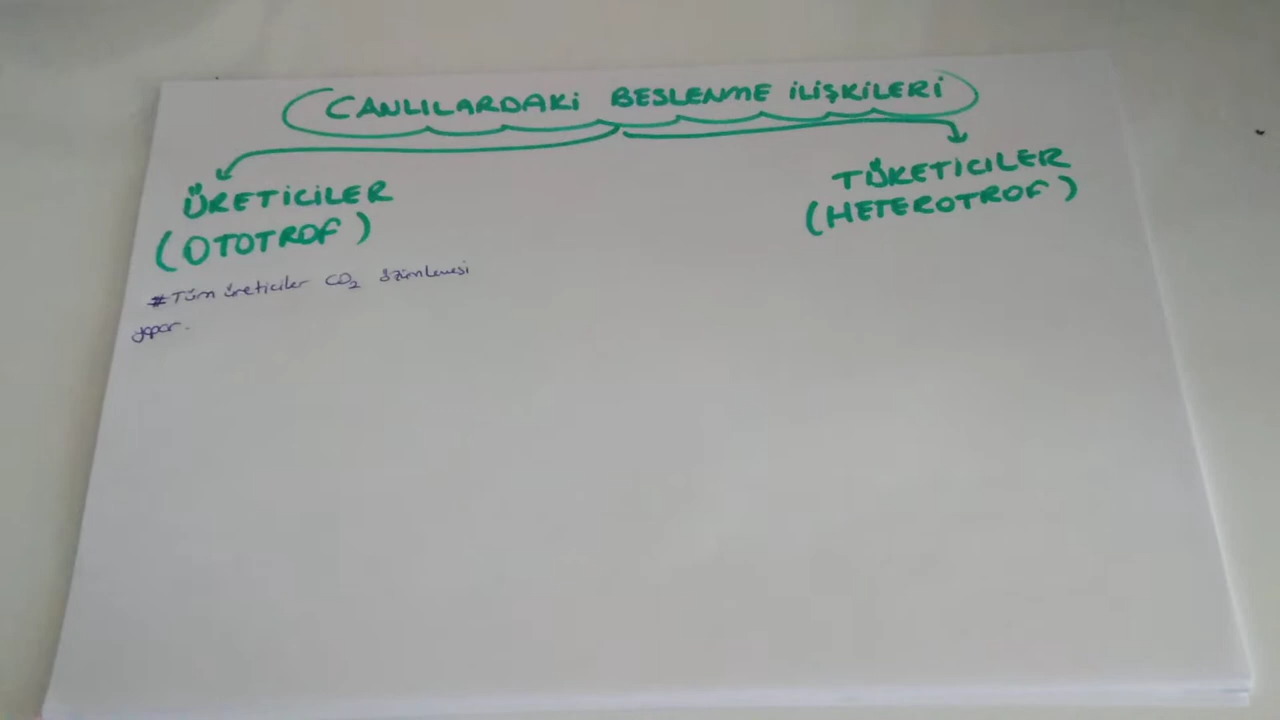 CANLILARDAKİ BESLENME İLİŞKİLERİ
ÜRETİCİLER
(OTOTROF)
TÜKETİCİLER
(HETEROTROF)
#Tüm üreticiler CO₂ özümlemesi
yapar.